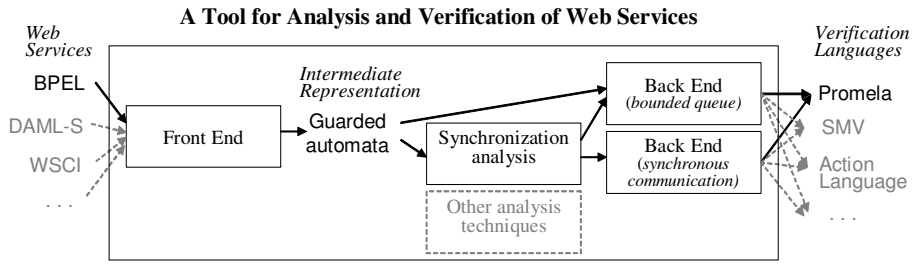 A Tool for Analysis and Verification of Web Services
Web
Services
BPEL
DAML-S
WSCI
. . .
Front End
Intermediate
Representation
Guarded
automata
Synchronization
analysis
Other analysis
techniques
Back End
(bounded queue)
Back End
(synchronous
communication)
Verification
Languages
Promela
SMV
Action
Language
. . .